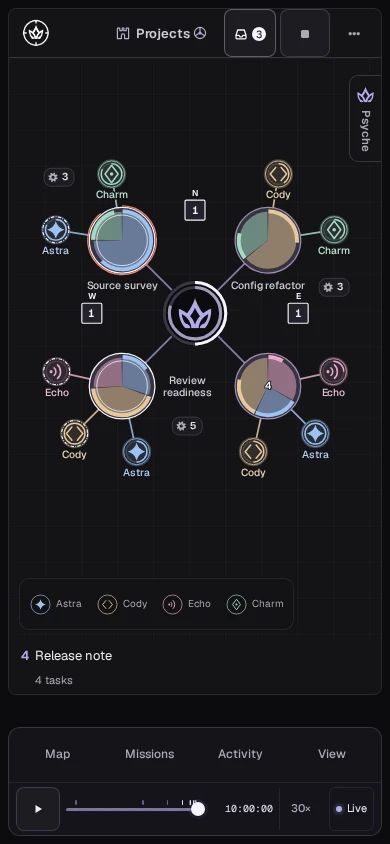 Projects
3
Psyche
3
Charm
Cody
N
1
Astra
Charm
Source survey
Config refactor
3
W
1
E
1
Echo
Review
readiness
4
Echo
Cody
5
Astra
Astra
Cody
Astra
Cody
Echo
Charm
4 Release note
4 tasks
Map
Missions
Activity
View
10:00:00
30×
Live